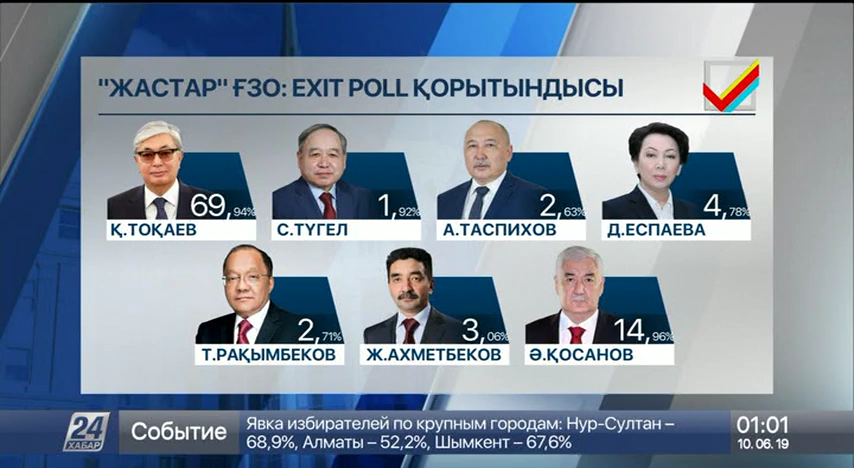 "ЖАСТАР" ҒЗО: EXIT POLL ҚОРЫТЫНДЫСЫ
69,94% 1,92% 2,63% 4,78%
Қ.ТОҚАЕВ С.ТҮГЕЛ А.ТАСПИХОВ Д.ЕСПАЕВА
2,71% 3,06% 14,96%
Т.РАҚЫМБЕКОВ Ж.АХМЕТБЕКОВ Ә.ҚОСАНОВ
24 ХАБАР
Событие
Явка избирателей по крупным городам: Нур-Султан –
68,9%, Алматы – 52,2%, Шымкент – 67,6%
01:01
10.06.19